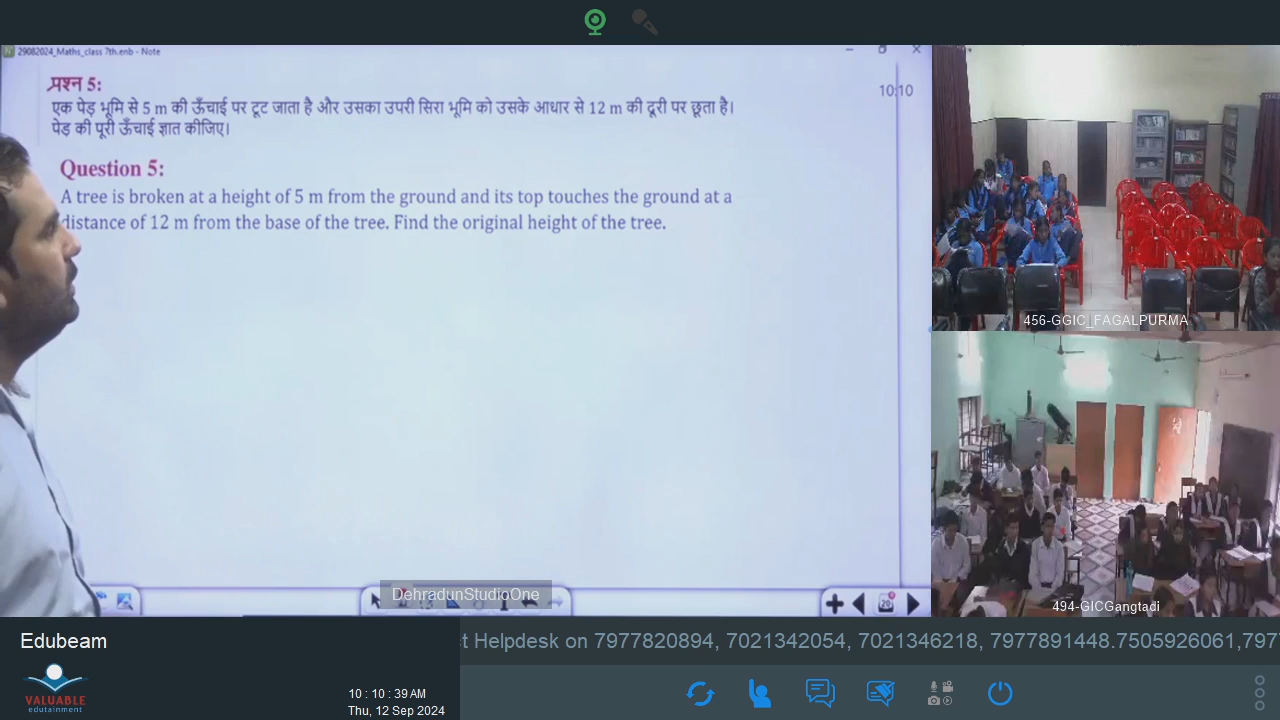 29082024_Maths_class 7th.enb - Note
प्रश्न 5:
10:10
एक पेड़ भूमि से 5 m की ऊँचाई पर टूट जाता है और उसका उपरी सिरा भूमि को उसके आधार से 12 m की दूरी पर छूता है।
पेड़ की पूरी ऊँचाई ज्ञात कीजिए।
Question 5:
A tree is broken at a height of 5 m from the ground and its top touches the ground at a
distance of 12 m from the base of the tree. Find the original height of the tree.
456-GGIC_FAGALPURMA
DehradunStudioOne
20
494-GICGangtadi
Edubeam
t Helpdesk on 7977820894, 7021342054, 7021346218, 7977891448.7505926061,797
VALUABLE
edutainment
10 : 10 : 39 AM
Thu, 12 Sep 2024